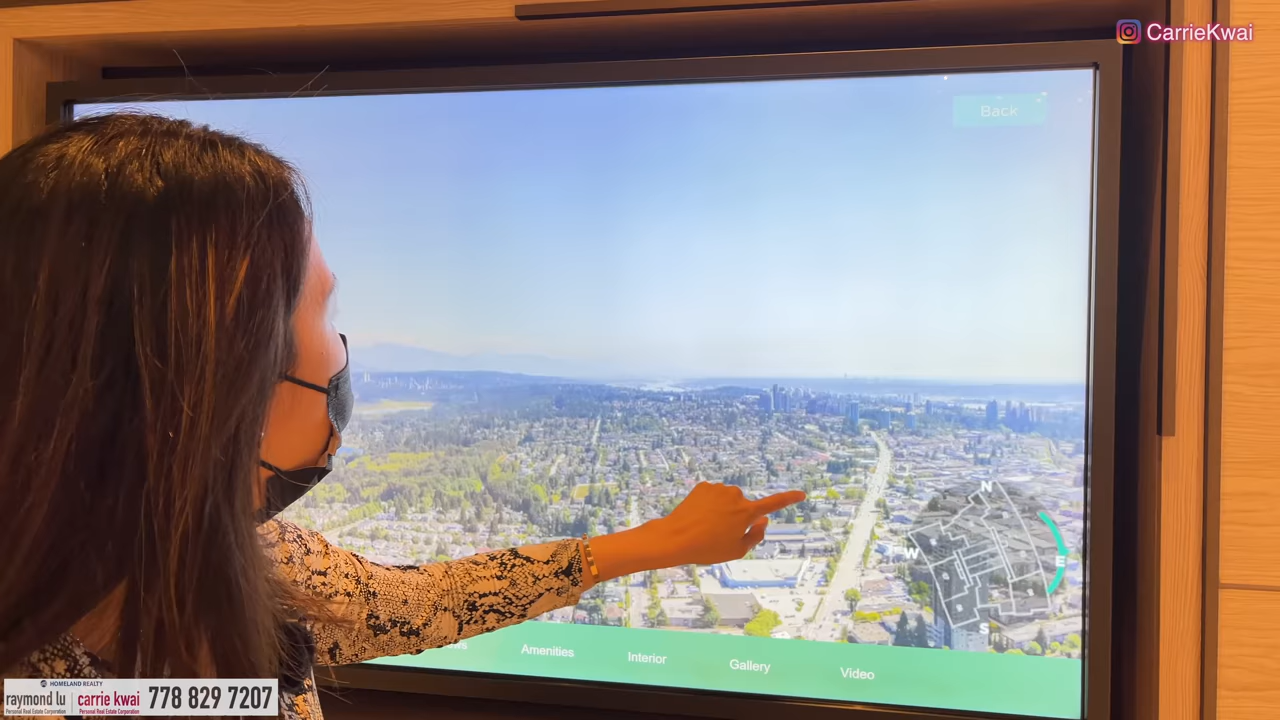 CarrieKwai
Back
N
W
E
S
Amenities
Interior
Gallery
Video
HOMELAND REALTY
raymond lu
Personal Real Estate Corporation
carrie kwai
Personal Real Estate Corporation
778 829 7207